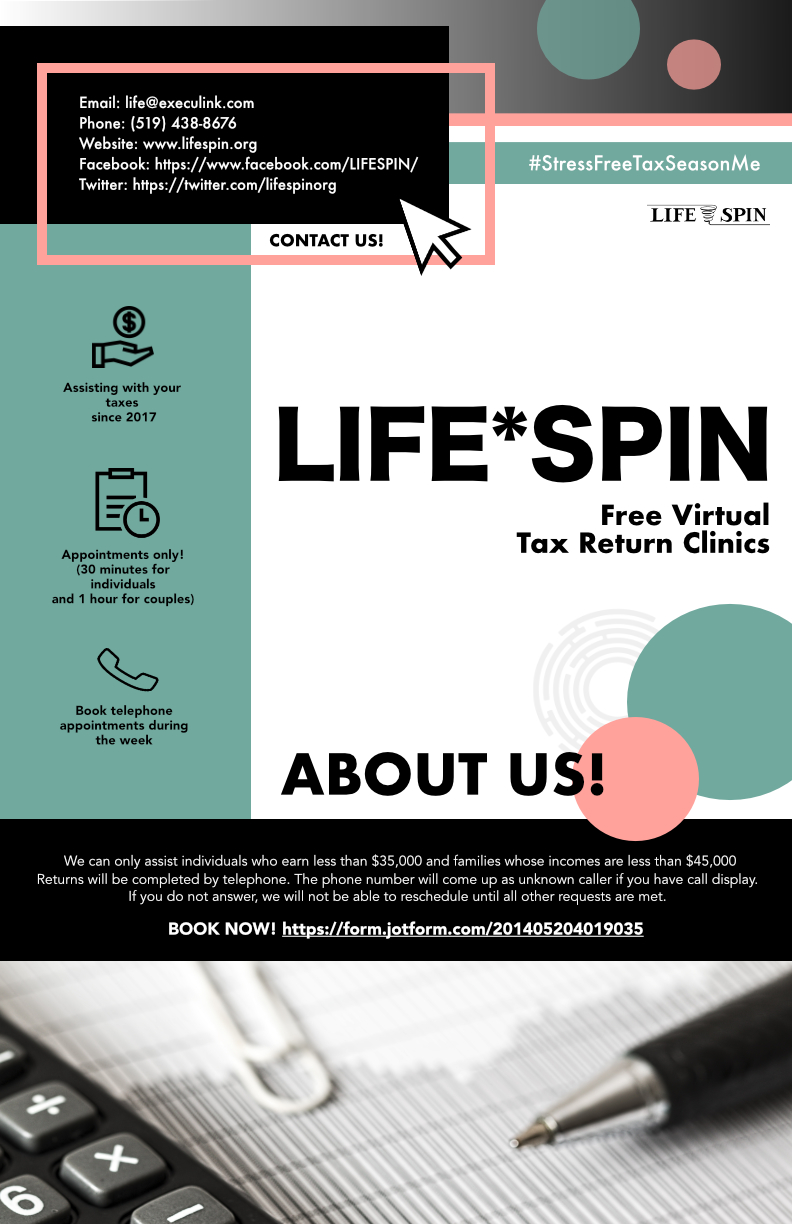 Email: life@execulink.com
Phone: (519) 438-8676
Website: www.lifespin.org
Facebook: https://www.facebook.com/LIFESPIN/
Twitter: https://twitter.com/lifespinorg
#StressFreeTaxSeasonMe
LIFE SPIN
CONTACT US!
Assisting with your
taxes
since 2017
Appointments only!
(30 minutes for
individuals
and 1 hour for couples)
Book telephone
appointments during
the week
LIFE*SPIN
Free Virtual
Tax Return Clinics
ABOUT US!
We can only assist individuals who earn less than $35,000 and families whose incomes are less than $45,000
Returns will be completed by telephone. The phone number will come up as unknown caller if you have call display.
If you do not answer, we will not be able to reschedule until all other requests are met.
BOOK NOW! https://form.jotform.com/201405204019035
÷
×
6
−